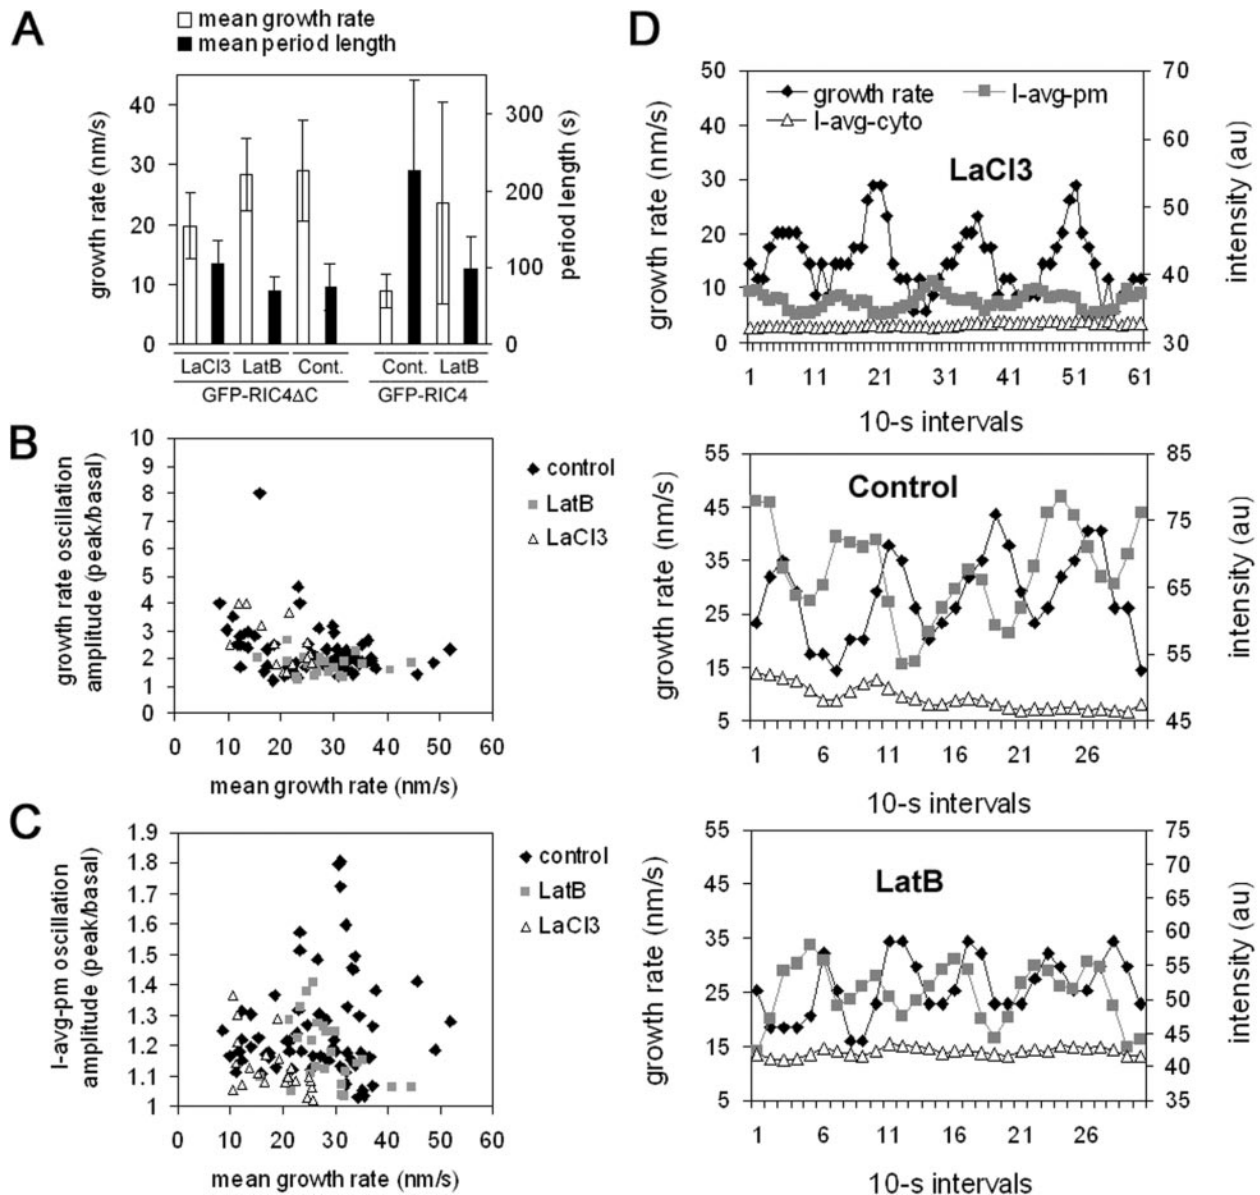 A
mean growth rate
mean period length
growth rate (nm/s)
40
30
20
10
0
period length (s)
300
200
100
0
LaCl3 LatB Cont. Cont. LatB
GFP-RIC4ΔC GFP-RIC4
B
growth rate oscillation
amplitude (peak/basal)
10
9
8
7
6
5
4
3
2
1
0
0 10 20 30 40 50 60
mean growth rate (nm/s)
control
LatB
LaCl3
C
I-avg-pm oscillation
amplitude (peak/basal)
1.9
1.8
1.7
1.6
1.5
1.4
1.3
1.2
1.1
1
0 10 20 30 40 50 60
mean growth rate (nm/s)
control
LatB
LaCl3
D
growth rate I-avg-pm
I-avg-cyto
LaCl3
growth rate (nm/s)
50
40
30
20
10
0
intensity (au)
70
60
50
40
30
1 11 21 31 41 51 61
10-s intervals
Control
growth rate (nm/s)
55
45
35
25
15
5
intensity (au)
85
75
65
55
45
1 6 11 16 21 26
10-s intervals
LatB
growth rate (nm/s)
55
45
35
25
15
5
intensity (au)
75
70
65
60
55
50
45
40
35
1 6 11 16 21 26
10-s intervals